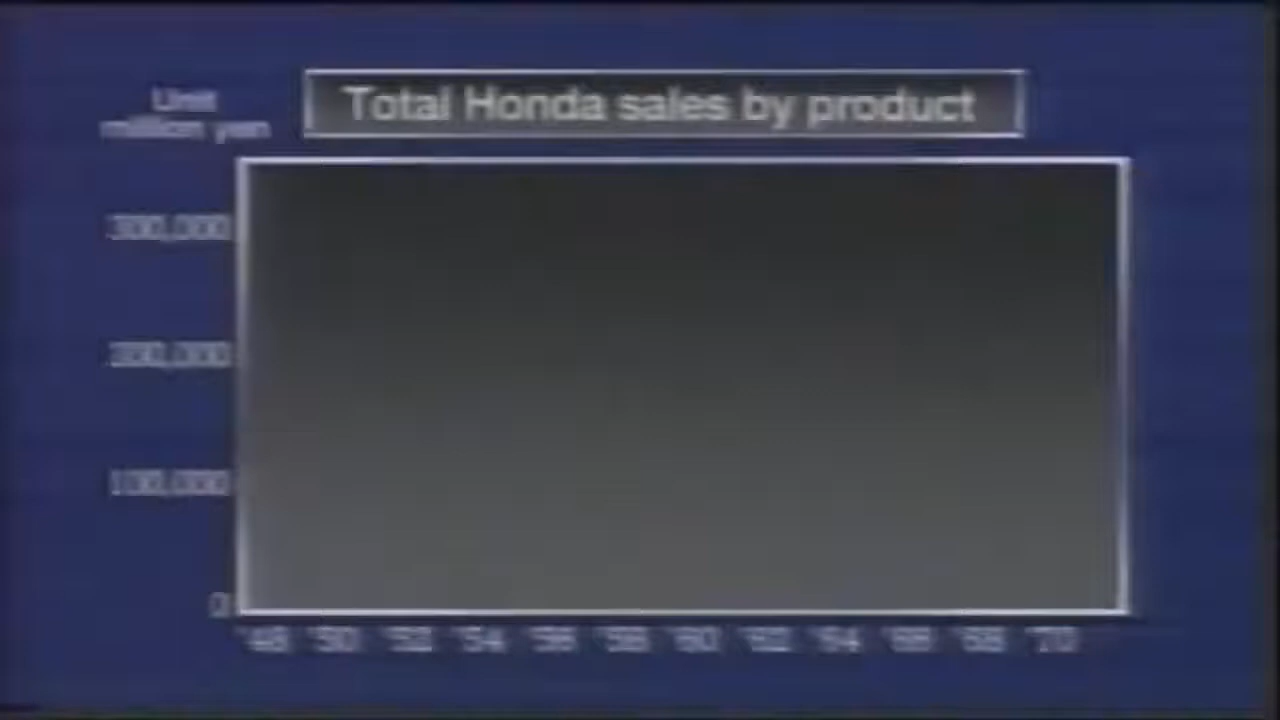 Total Honda sales by product
Unit
million yen
300,000
200,000
100,000
0
'48 '50 '52 '54 '56 '58 '60 '62 '64 '66 '68 '70